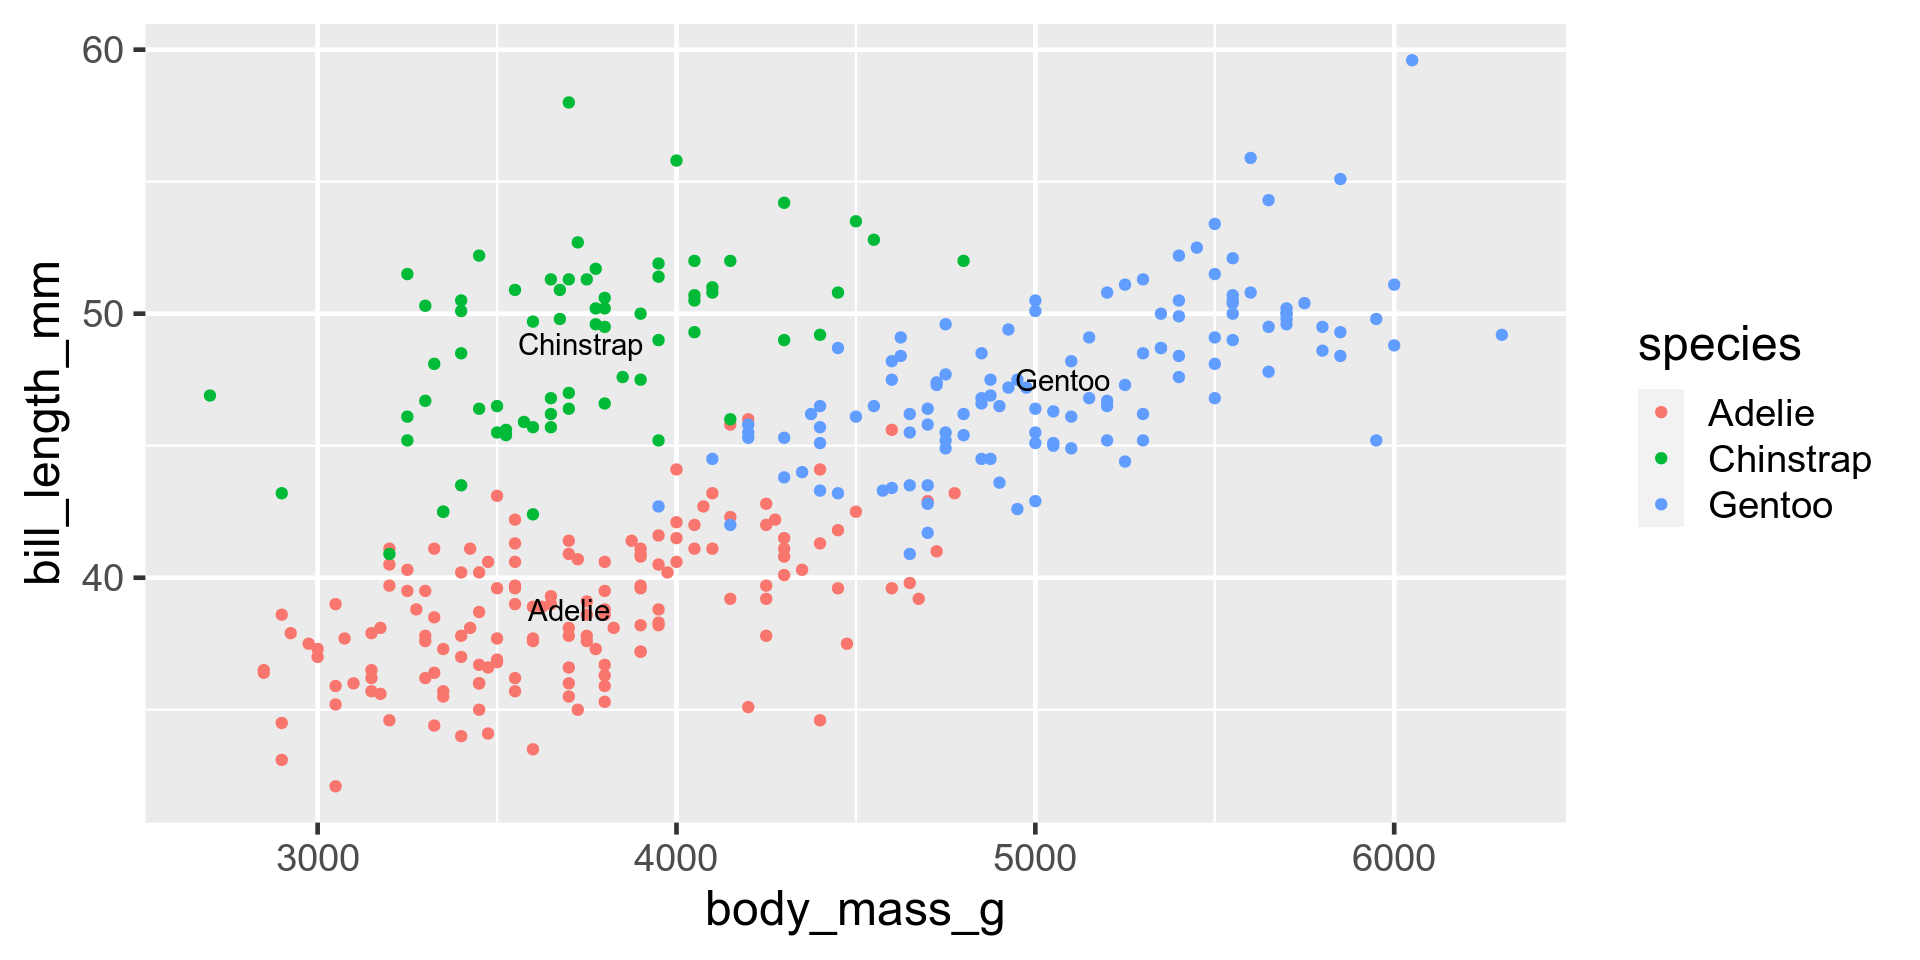 60
50
40
bill_length_mm
Chinstrap
Gentoo
Adelie
3000 4000 5000 6000
body_mass_g
species
Adelie
Chinstrap
Gentoo